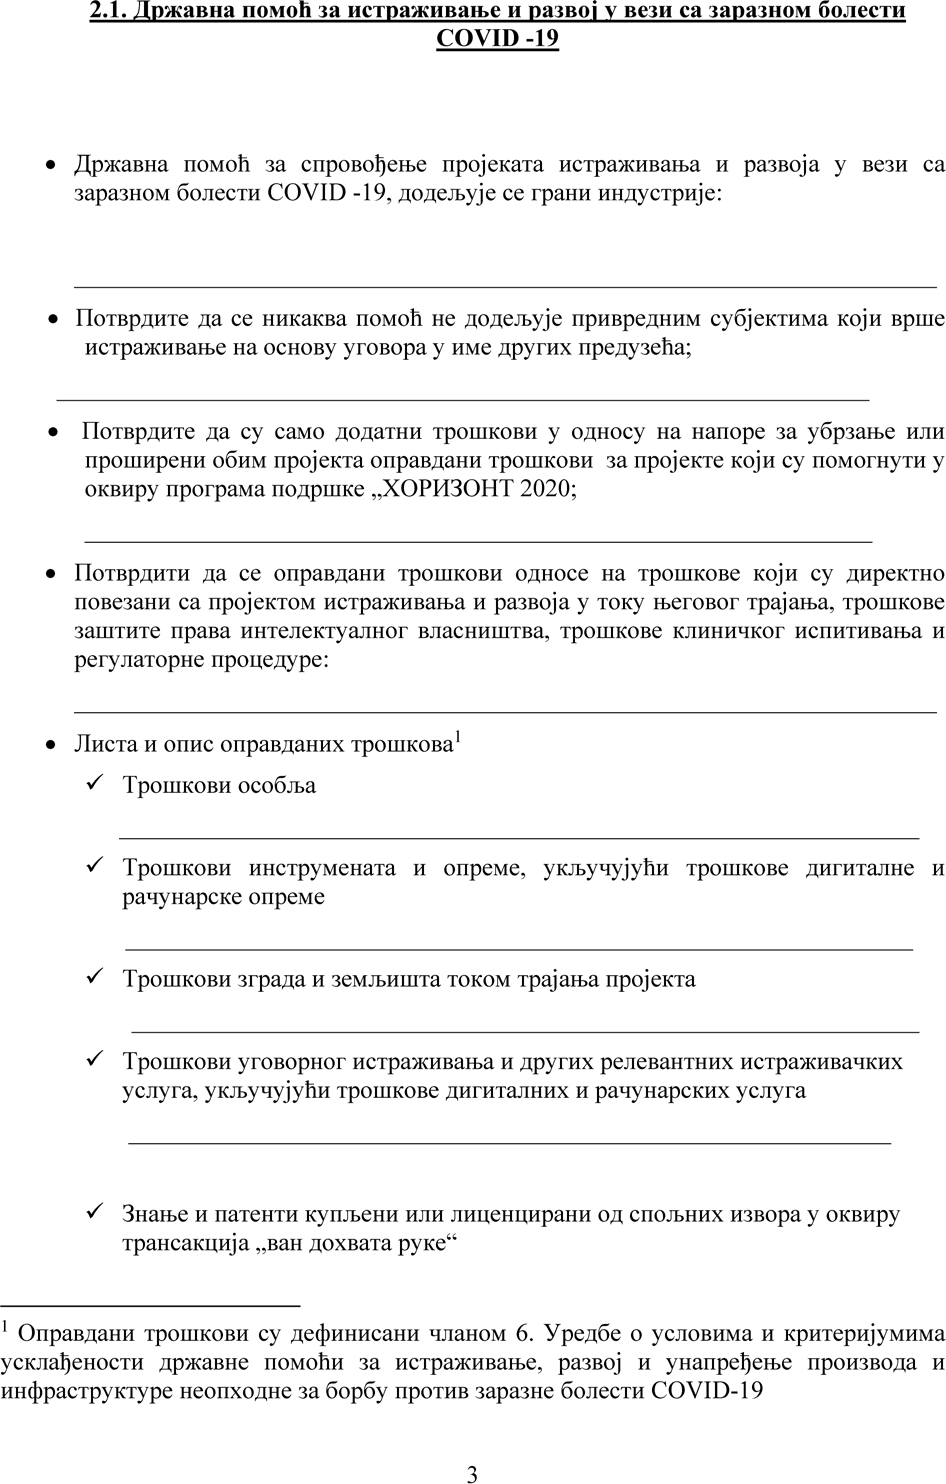 2.1. Државна помоћ за истраживање и развој у вези са заразном болести
COVID -19
• Државна помоћ за спровођење пројеката истраживања и развоја у вези са
заразном болести COVID -19, додељује се грани индустрије:
• Потврдите да се никаква помоћ не додељује привредним субјектима који врше
истраживање на основу уговора у име других предузећа;
• Потврдите да су само додатни трошкови у односу на напоре за убрзање или
проширени обим пројекта оправдани трошкови за пројекте који су помогнути у
оквиру програма подршке „ХОРИЗОНТ 2020;
• Потврдити да се оправдани трошкови односе на трошкове који су директно
повезани са пројектом истраживања и развоја у току његовог трајања, трошкове
заштите права интелектуалног власништва, трошкове клиничког испитивања и
регулаторне процедуре:
• Листа и опис оправданих трошкова¹
✓ Трошкови особља
✓ Трошкови инструмената и опреме, укључујући трошкове дигиталне и
рачунарске опреме
✓ Трошкови зграда и земљишта током трајања пројекта
✓ Трошкови уговорног истраживања и других релевантних истраживачких
услуга, укључујући трошкове дигиталних и рачунарских услуга
✓ Знање и патенти купљени или лиценцирани од спољних извора у оквиру
трансакција „ван дохвата руке“
¹ Оправдани трошкови су дефинисани чланом 6. Уредбе о условима и критеријумима
усклађености државне помоћи за истраживање, развој и унапређење производа и
инфраструктуре неопходне за борбу против заразне болести COVID-19
3